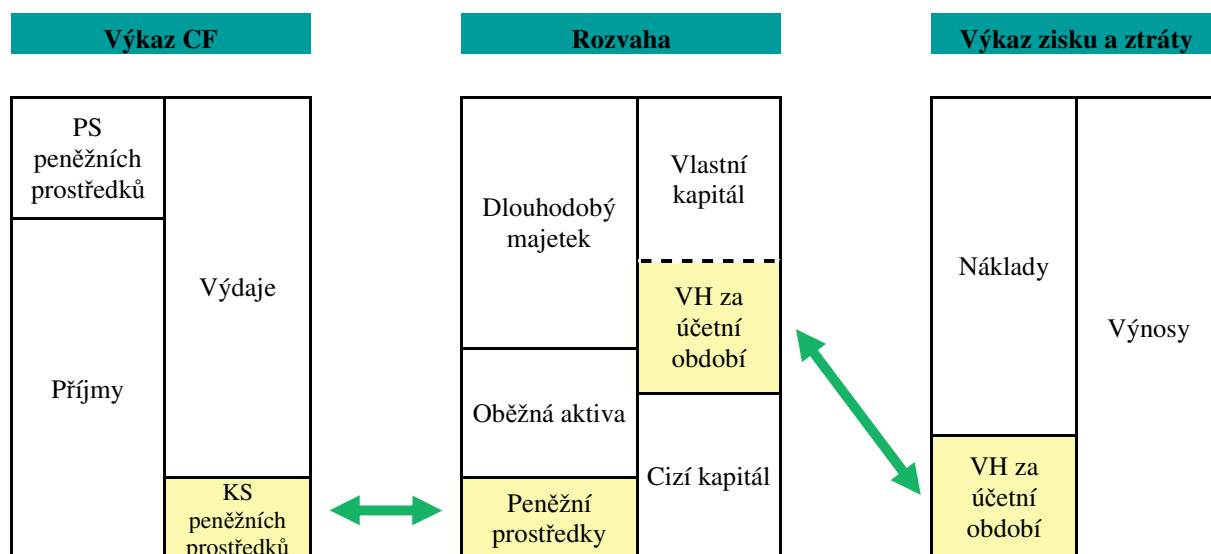 Výkaz CF
Rozvaha
Výkaz zisku a ztráty
PS
peněžních
prostředků
Příjmy
Výdaje
KS
peněžních
prostředků
Dlouhodobý
majetek
Oběžná aktiva
Peněžní
prostředky
Vlastní
kapitál
VH za
účetní
období
Cizí kapitál
Náklady
VH za
účetní
období
Výnosy